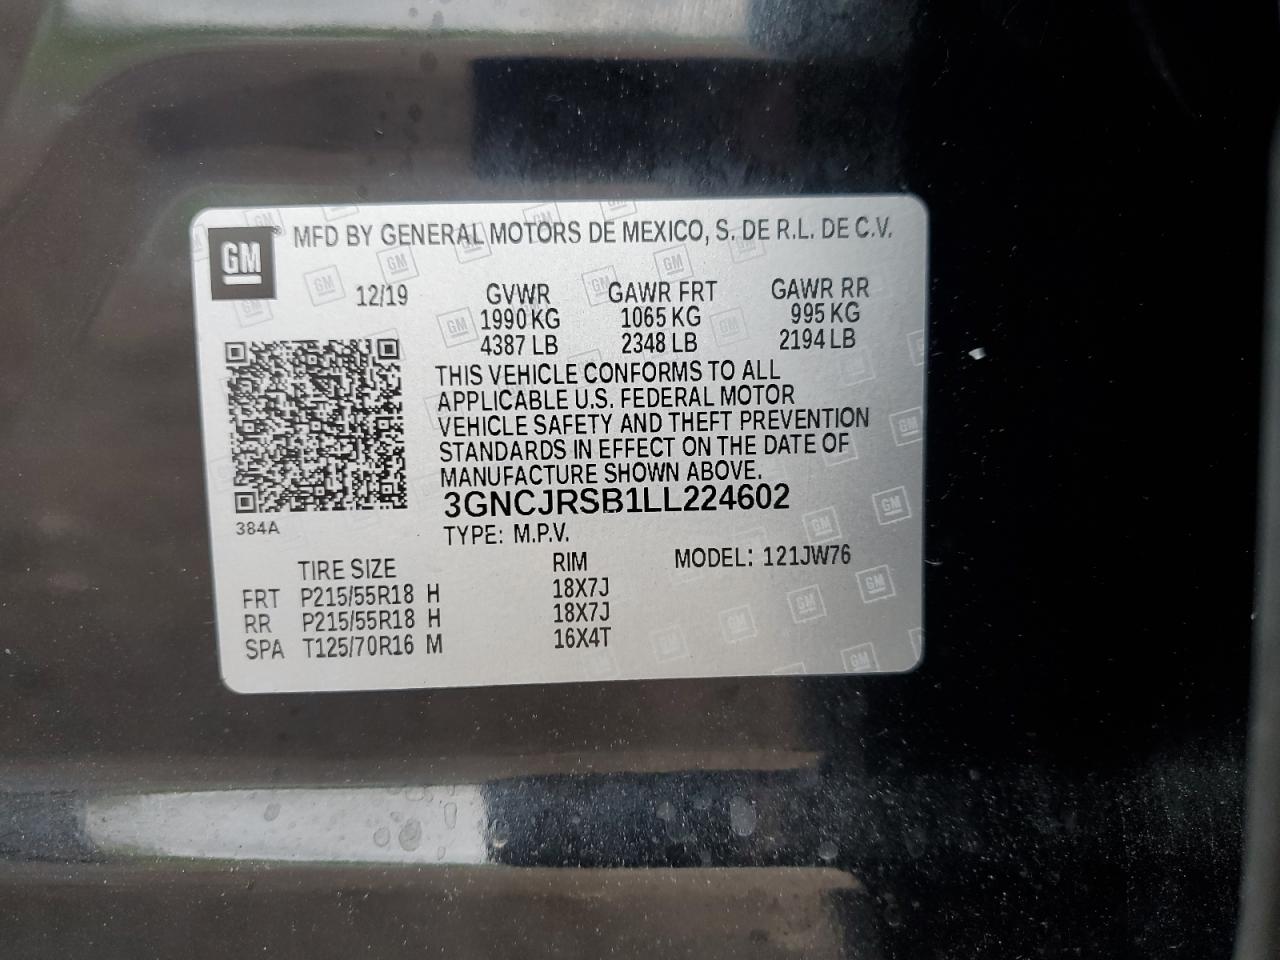 GM
MFD BY GENERAL MOTORS DE MEXICO, S. DE R.L. DE C.V.
12/19 GVWR GAWR FRT GAWR RR
1990 KG 1065 KG 995 KG
4387 LB 2348 LB 2194 LB
THIS VEHICLE CONFORMS TO ALL
APPLICABLE U.S. FEDERAL MOTOR
VEHICLE SAFETY AND THEFT PREVENTION
STANDARDS IN EFFECT ON THE DATE OF
MANUFACTURE SHOWN ABOVE.
3GNCJRSB1LL224602
384A
TYPE: M.P.V.
TIRE SIZE RIM MODEL: 121JW76
FRT P215/55R18 H 18X7J
RR P215/55R18 H 18X7J
SPA T125/70R16 M 16X4T